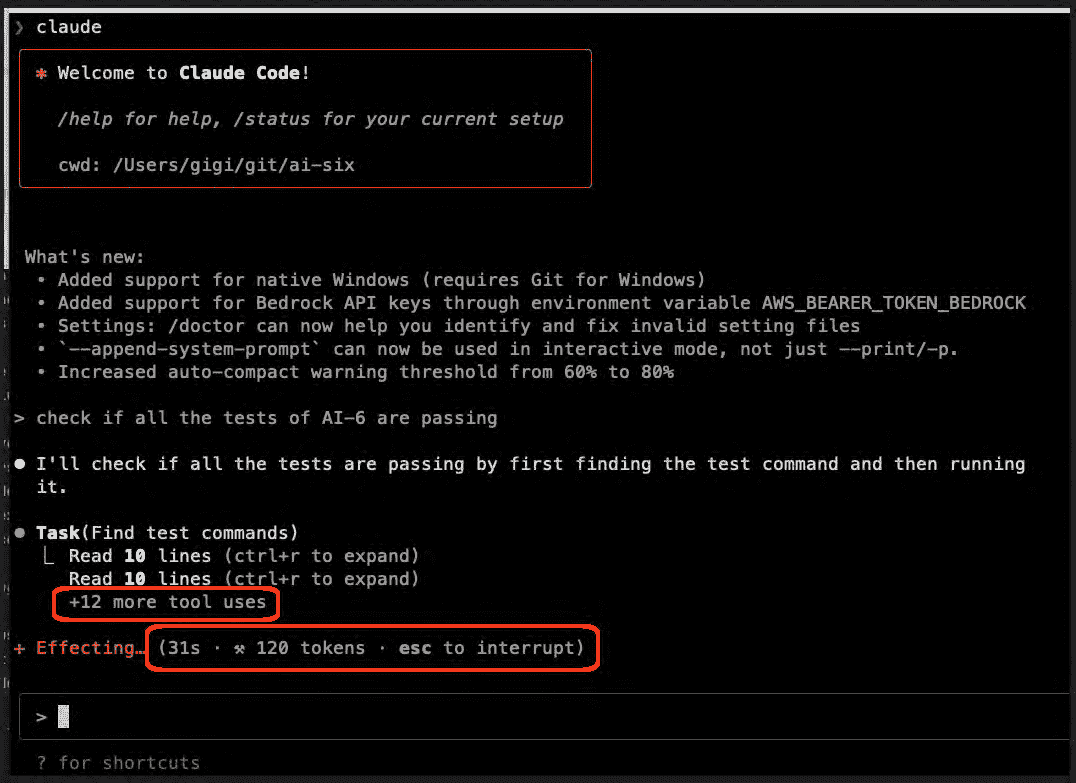 ❯ claude
* Welcome to Claude Code!
/help for help, /status for your current setup
cwd: /Users/gigi/git/ai-six
What's new:
• Added support for native Windows (requires Git for Windows)
• Added support for Bedrock API keys through environment variable AWS_BEARER_TOKEN_BEDROCK
• Settings: /doctor can now help you identify and fix invalid setting files
• `--append-system-prompt` can now be used in interactive mode, not just --print/-p.
• Increased auto-compact warning threshold from 60% to 80%
> check if all the tests of AI-6 are passing
● I'll check if all the tests are passing by first finding the test command and then running
it.
● Task(Find test commands)
⎿ Read 10 lines (ctrl+r to expand)
Read 10 lines (ctrl+r to expand)
+12 more tool uses
+ Effecting… (31s · ⚒ 120 tokens · esc to interrupt)
>
? for shortcuts